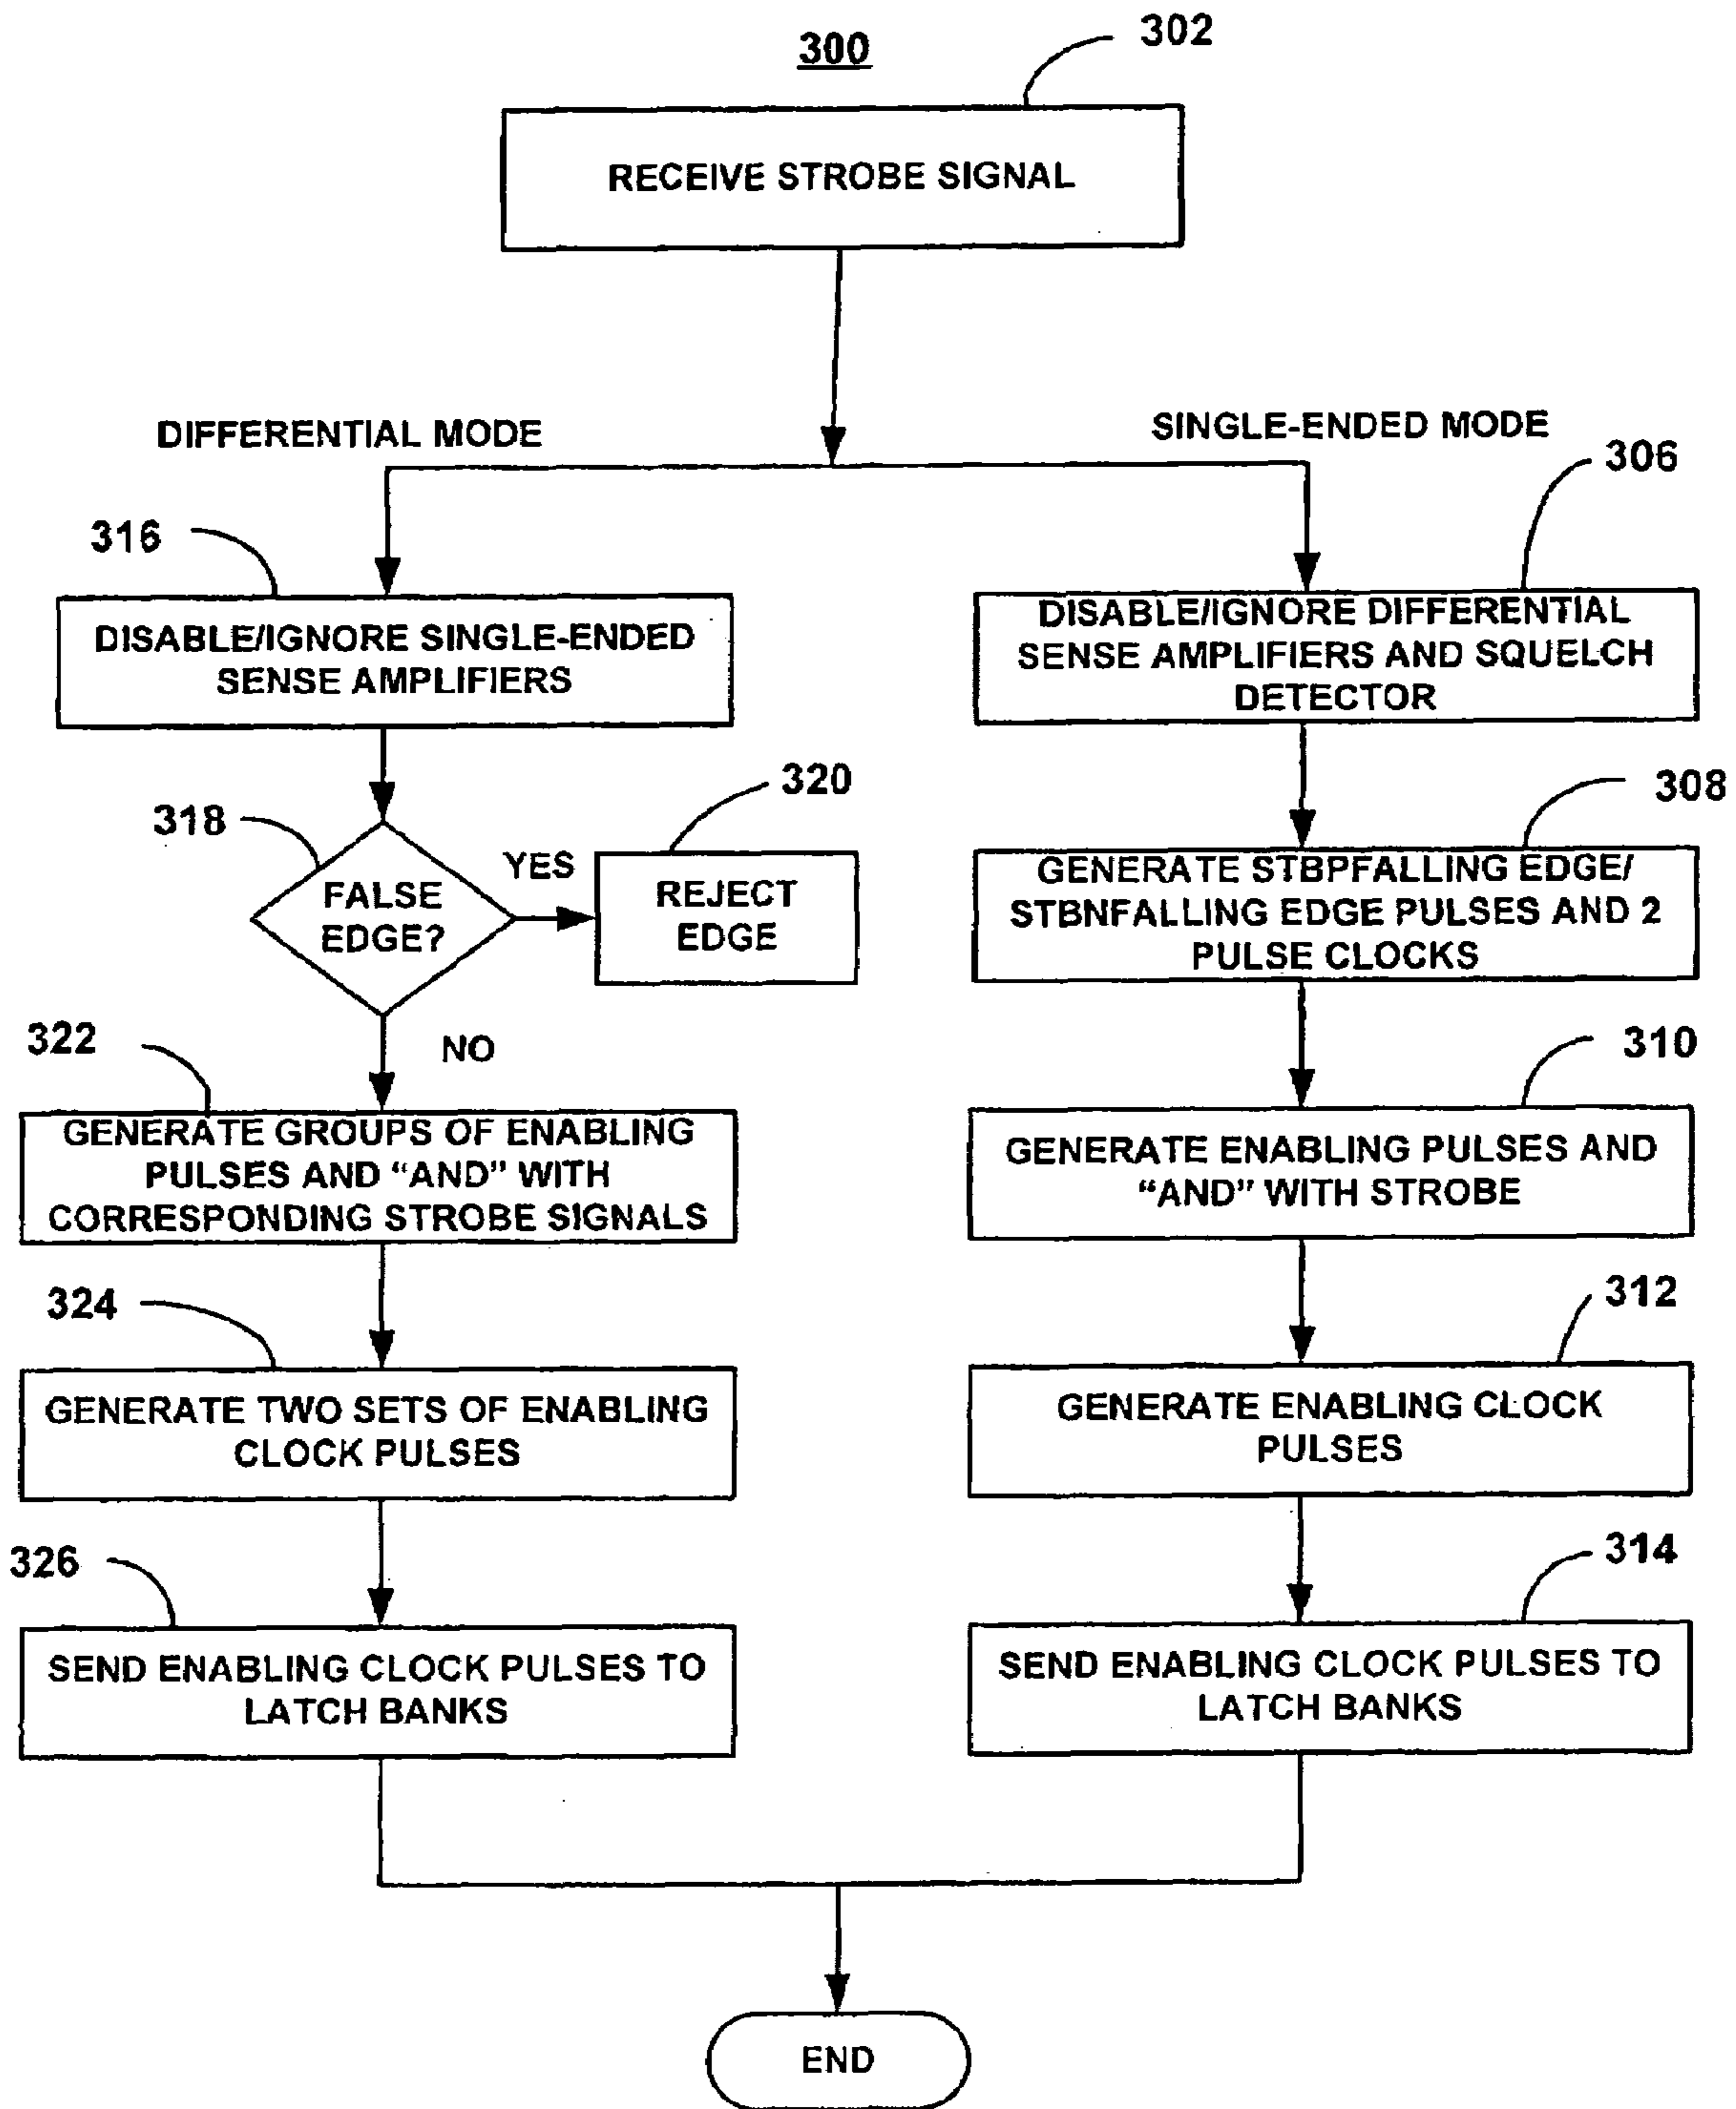 300
302
RECEIVE STROBE SIGNAL
DIFFERENTIAL MODE
SINGLE-ENDED MODE
306
316
DISABLE/IGNORE SINGLE-ENDED
SENSE AMPLIFIERS
DISABLE/IGNORE DIFFERENTIAL
SENSE AMPLIFIERS AND SQUELCH
DETECTOR
318
FALSE
EDGE?
YES
320
REJECT
EDGE
308
GENERATE STBPFALLING EDGE/
STBNFALLING EDGE PULSES AND 2
PULSE CLOCKS
NO
322
GENERATE GROUPS OF ENABLING
PULSES AND “AND” WITH
CORRESPONDING STROBE SIGNALS
310
GENERATE ENABLING PULSES AND
“AND” WITH STROBE
324
GENERATE TWO SETS OF ENABLING
CLOCK PULSES
312
GENERATE ENABLING CLOCK
PULSES
326
SEND ENABLING CLOCK PULSES TO
LATCH BANKS
314
SEND ENABLING CLOCK PULSES TO
LATCH BANKS
END